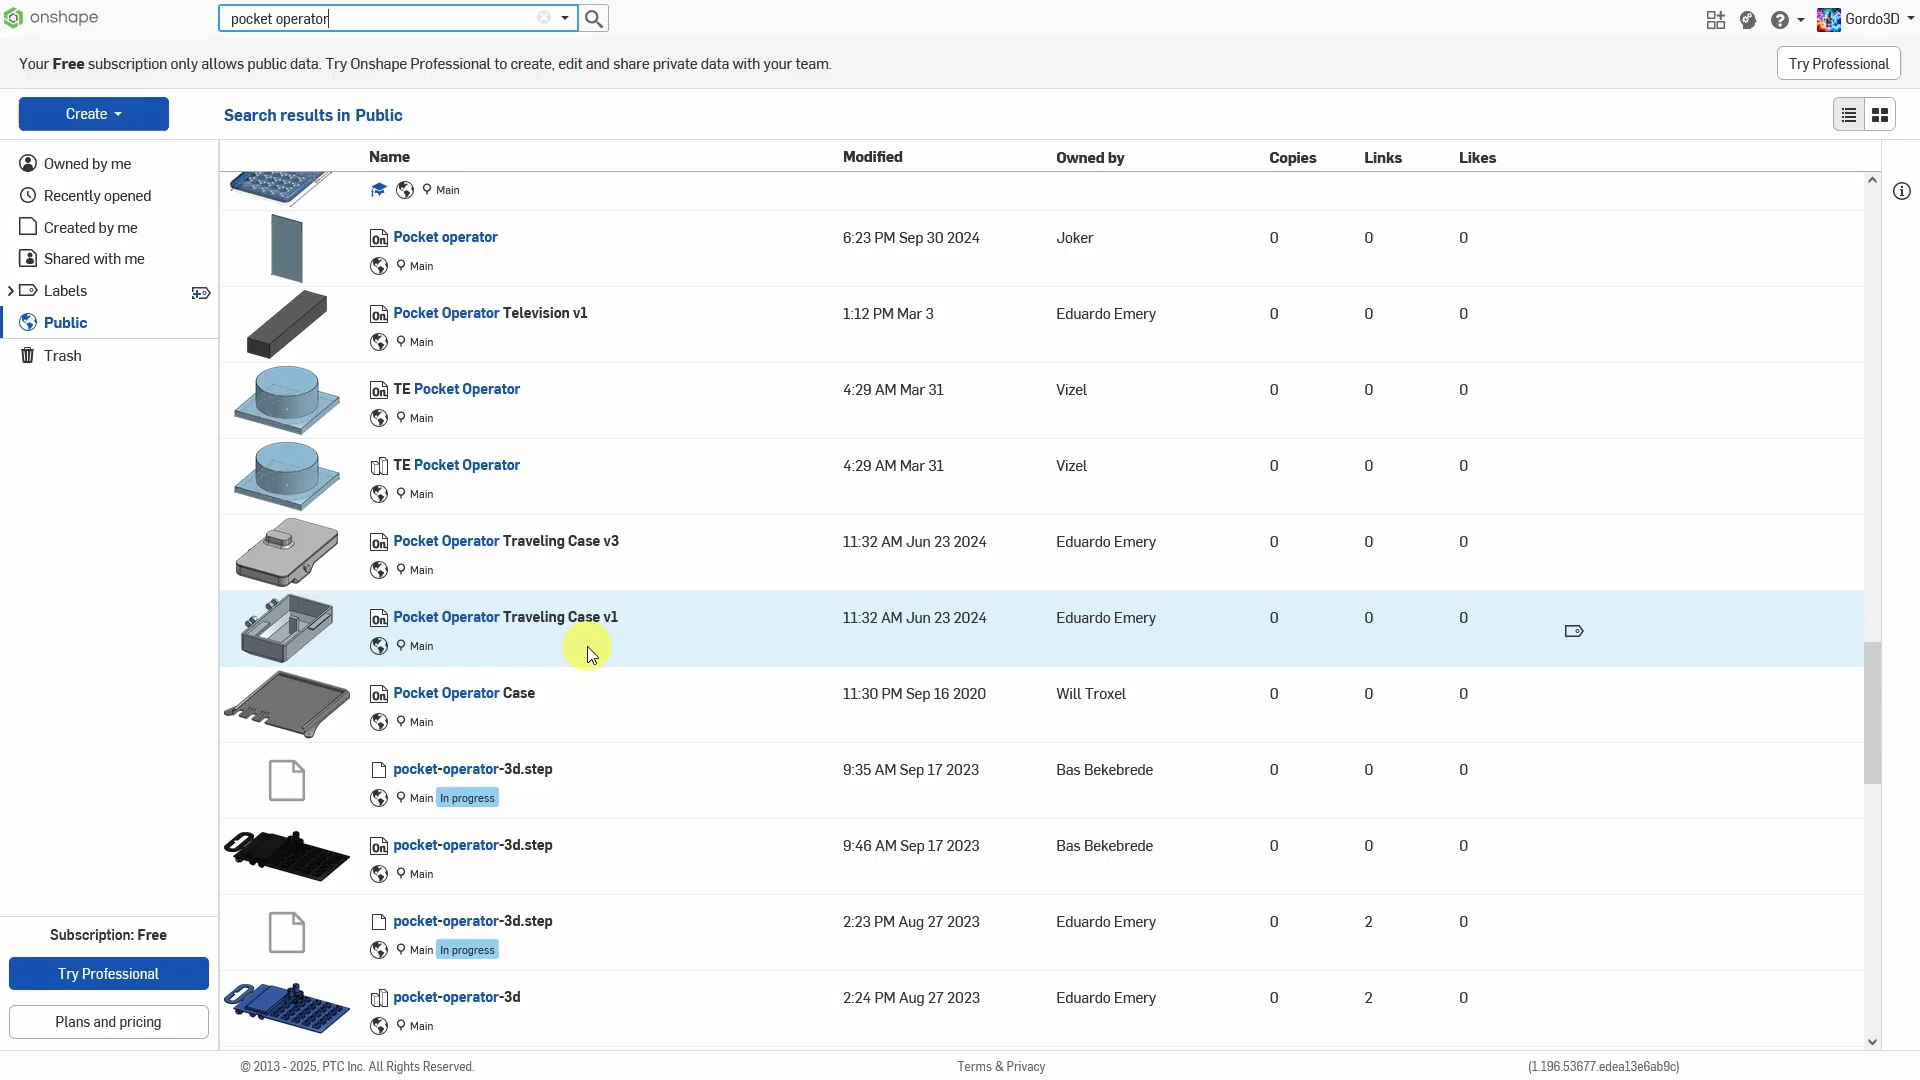 onshape
pocket operator
Gordo3D
Your Free subscription only allows public data. Try Onshape Professional to create, edit and share private data with your team.
Try Professional
Create
Search results in Public
Owned by me
Recently opened
Created by me
Shared with me
Labels
Public
Trash
Name Modified Owned by Copies Links Likes
Main
Pocket operator 6:23 PM Sep 30 2024 Joker 0 0 0
Main
Pocket Operator Television v1 1:12 PM Mar 3 Eduardo Emery 0 0 0
Main
TE Pocket Operator 4:29 AM Mar 31 Vizel 0 0 0
Main
TE Pocket Operator 4:29 AM Mar 31 Vizel 0 0 0
Main
Pocket Operator Traveling Case v3 11:32 AM Jun 23 2024 Eduardo Emery 0 0 0
Main
Pocket Operator Traveling Case v1 11:32 AM Jun 23 2024 Eduardo Emery 0 0 0
Main
Pocket Operator Case 11:30 PM Sep 16 2020 Will Troxel 0 0 0
Main
pocket-operator-3d.step 9:35 AM Sep 17 2023 Bas Bekebrede 0 0 0
Main In progress
pocket-operator-3d.step 9:46 AM Sep 17 2023 Bas Bekebrede 0 0 0
Main
pocket-operator-3d.step 2:23 PM Aug 27 2023 Eduardo Emery 0 2 0
Main In progress
pocket-operator-3d 2:24 PM Aug 27 2023 Eduardo Emery 0 2 0
Main
Subscription: Free
Try Professional
Plans and pricing
© 2013 - 2025, PTC Inc. All Rights Reserved. Terms & Privacy (1.196.53677.edea13e6ab9c)